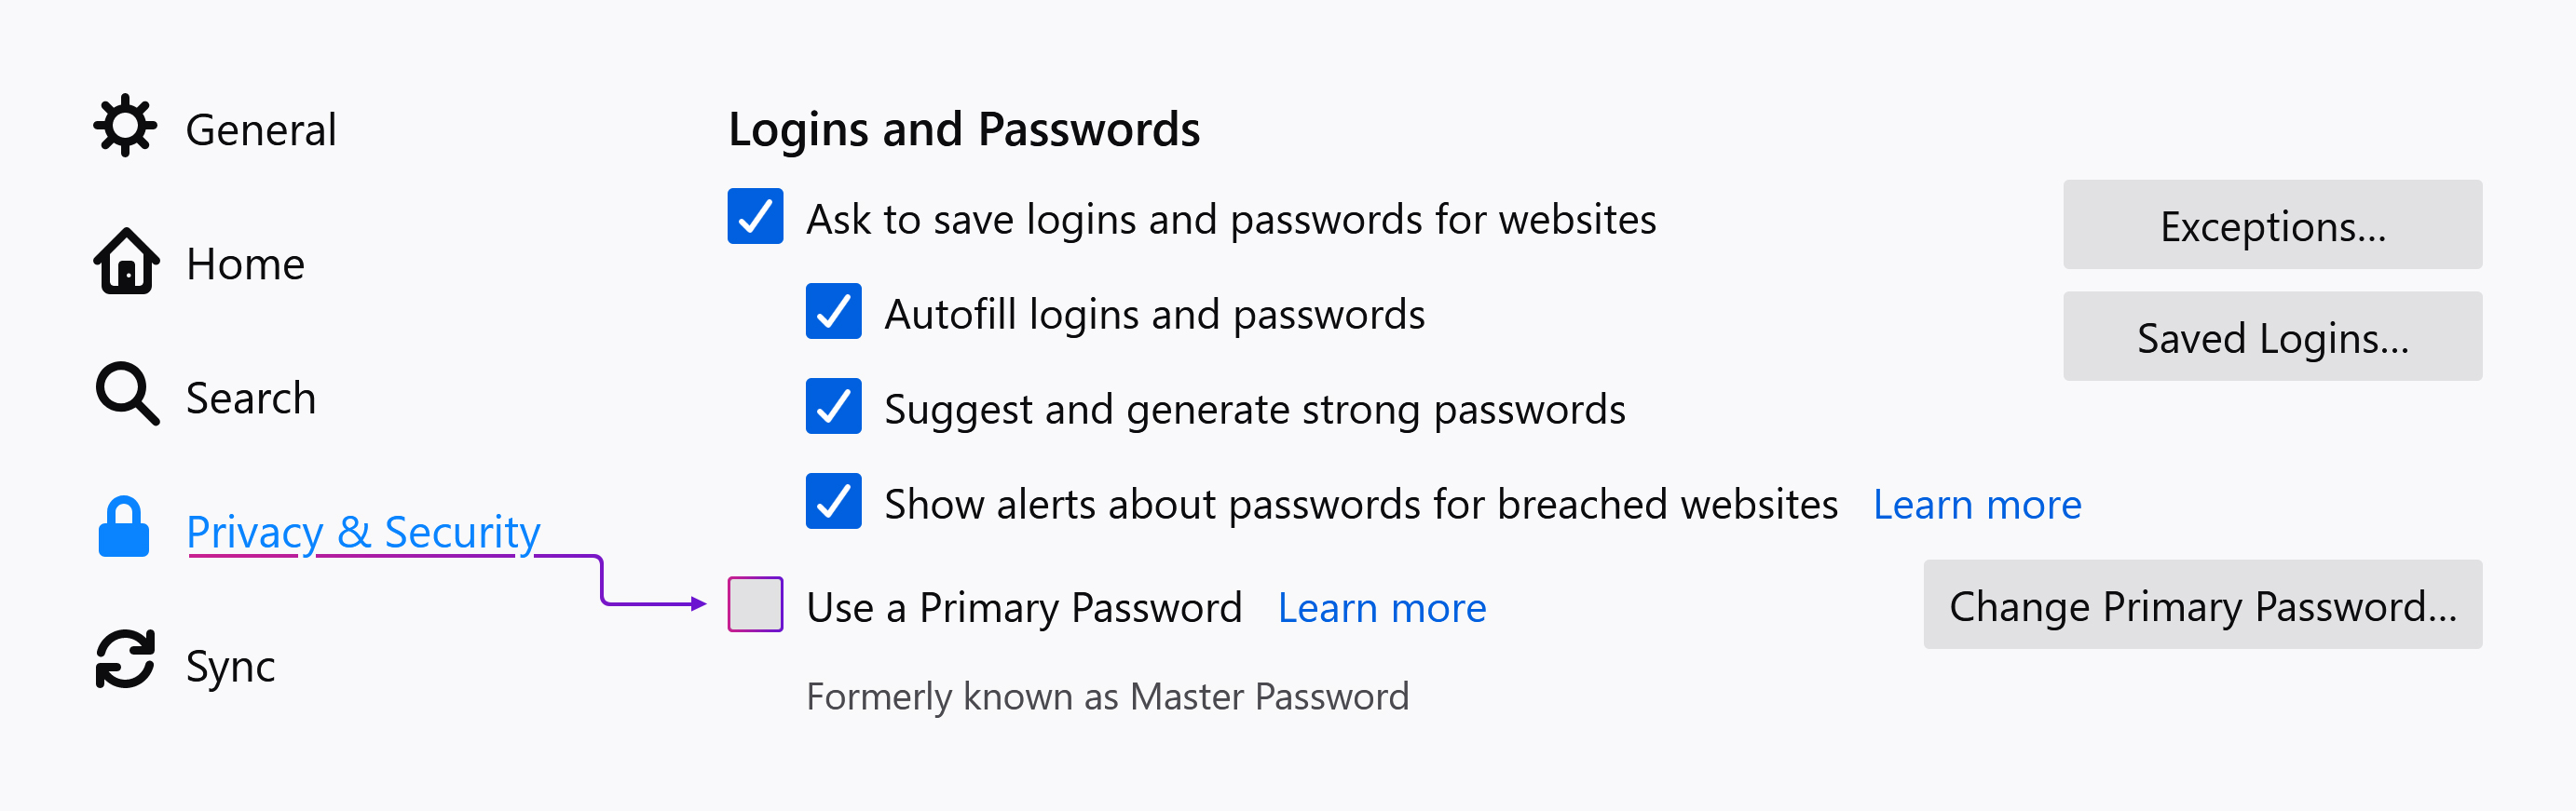 General
Home
Search
Privacy & Security
Sync
Logins and Passwords
Ask to save logins and passwords for websites
Exceptions...
Autofill logins and passwords
Saved Logins...
Suggest and generate strong passwords
Show alerts about passwords for breached websites Learn more
Use a Primary Password Learn more
Change Primary Password...
Formerly known as Master Password